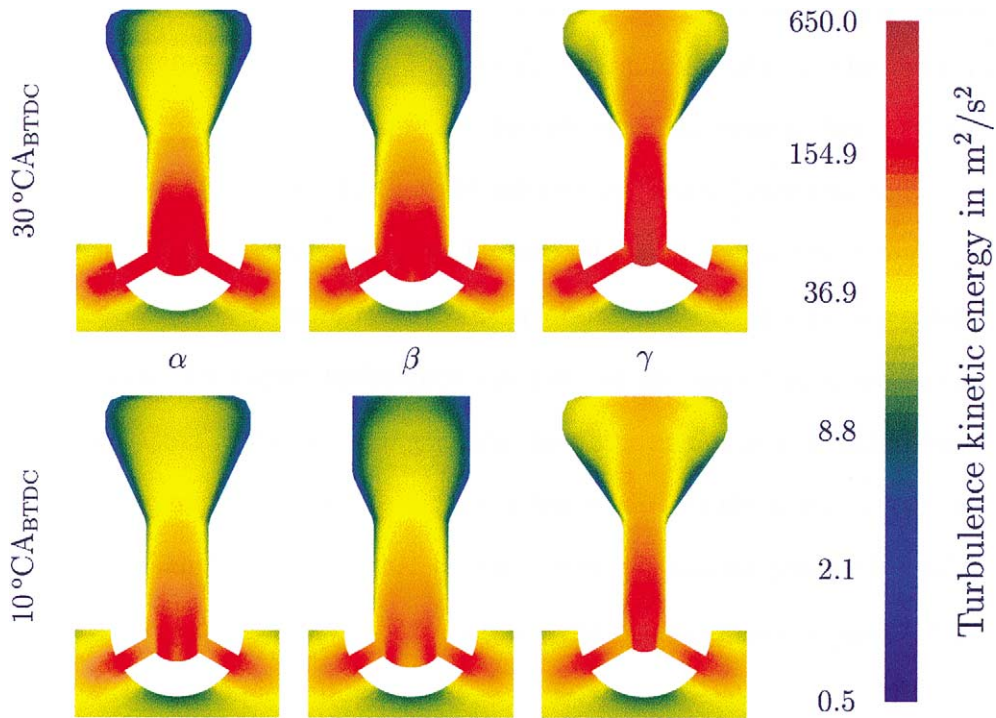 30 °CA_BTDC
α β γ
10 °CA_BTDC
650.0
154.9
36.9
8.8
2.1
0.5
Turbulence kinetic energy in m²/s²